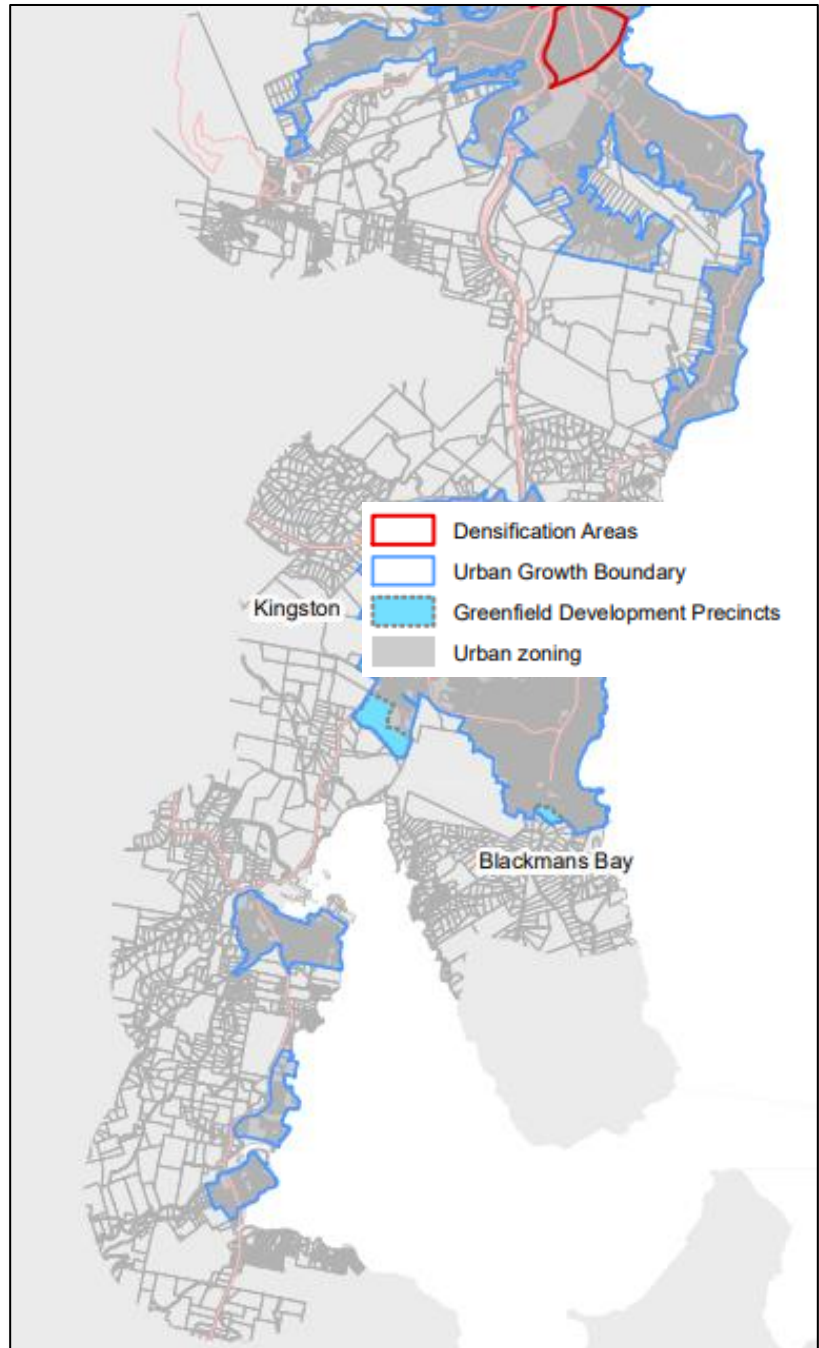 Densification Areas
Urban Growth Boundary
Greenfield Development Precincts
Urban zoning
Kingston
Blackmans Bay